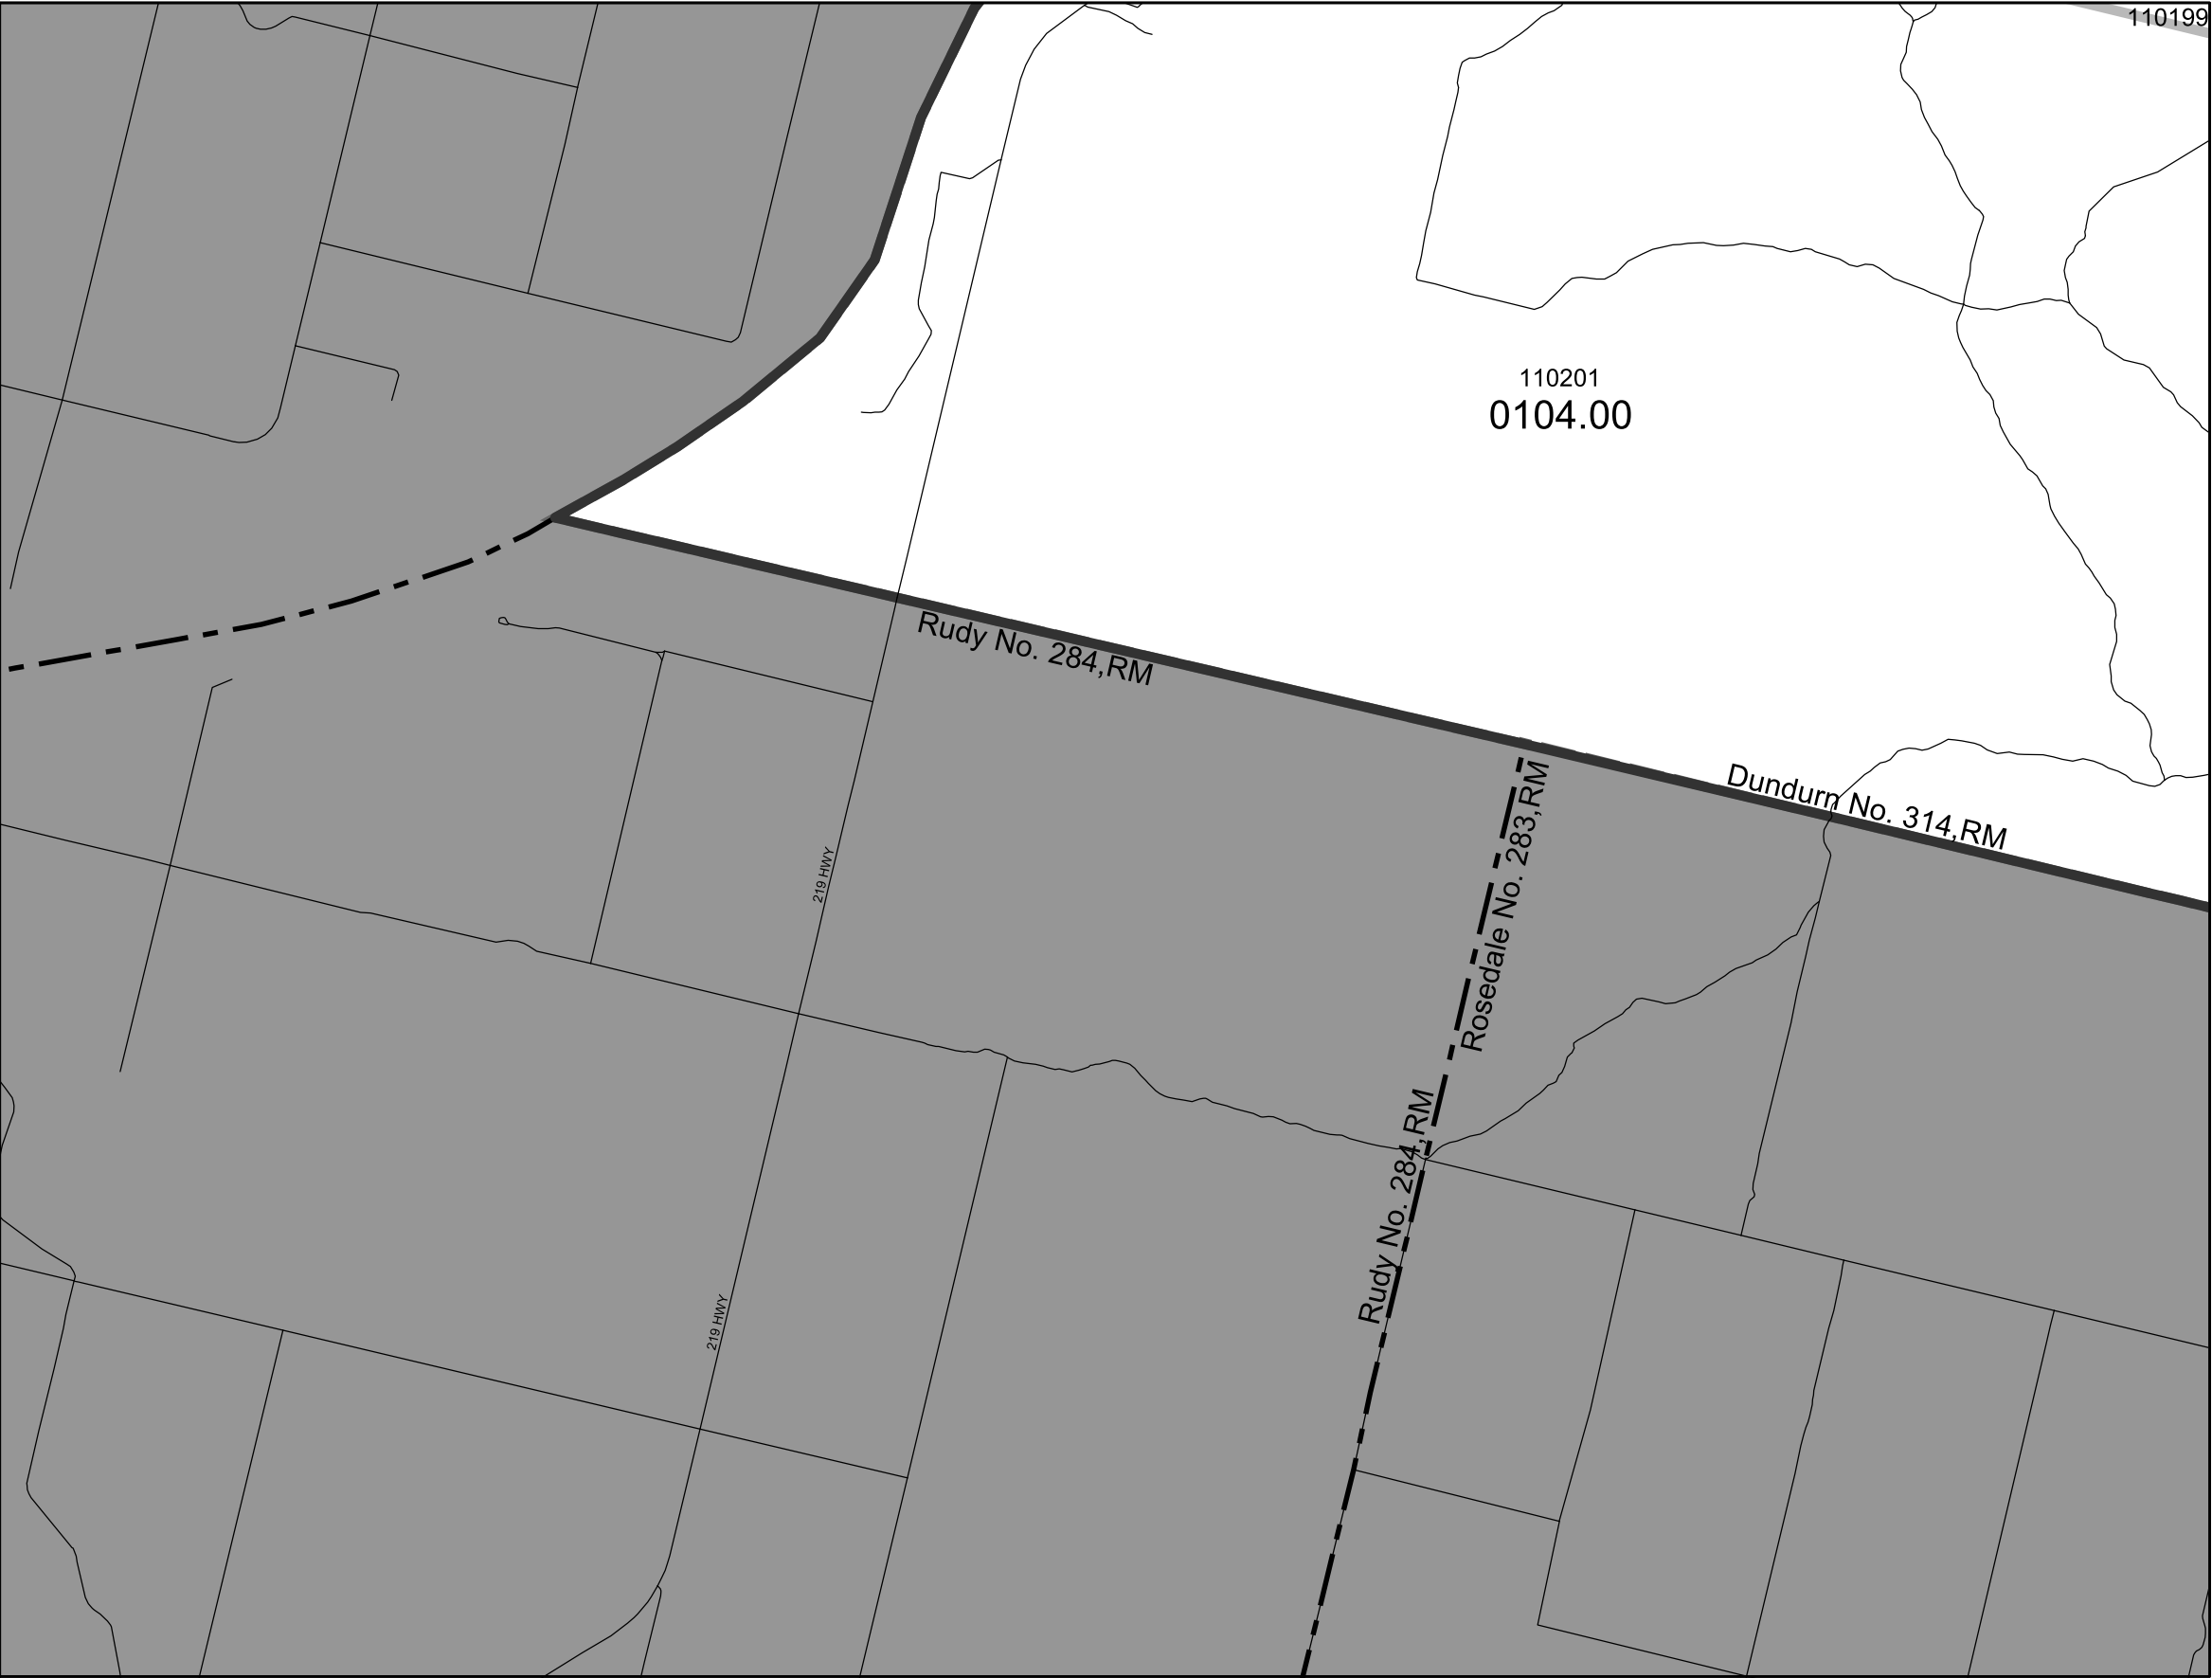 110199
110201
0104.00
Rudy No. 284,RM
Dundurn No. 314,RM
Rosedale No. 283,RM
219 HWY
Rudy No. 284,RM
219 HWY